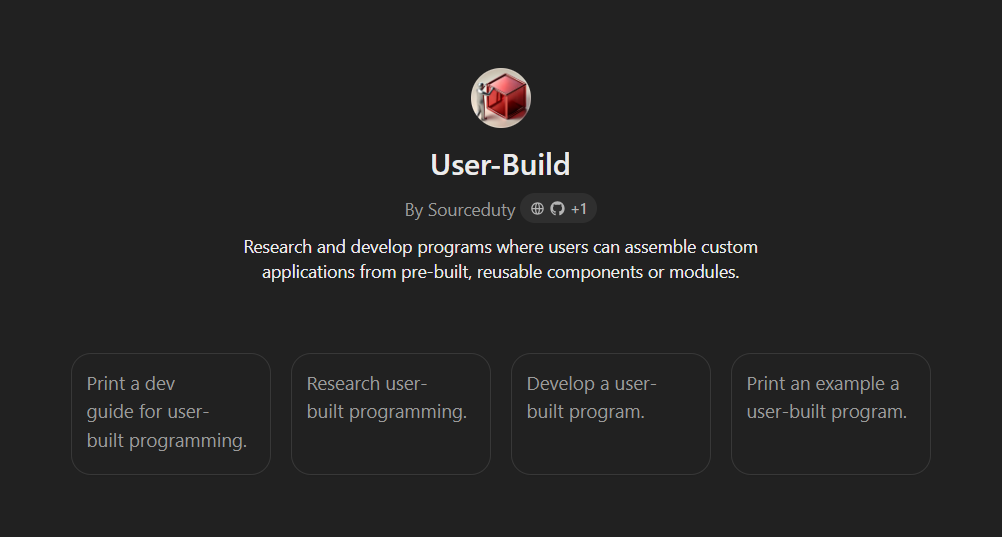 User-Build
By Sourceduty +1
Research and develop programs where users can assemble custom
applications from pre-built, reusable components or modules.
Print a dev
guide for user-
built programming.
Research user-
built programming.
Develop a user-
built program.
Print an example a
user-built program.